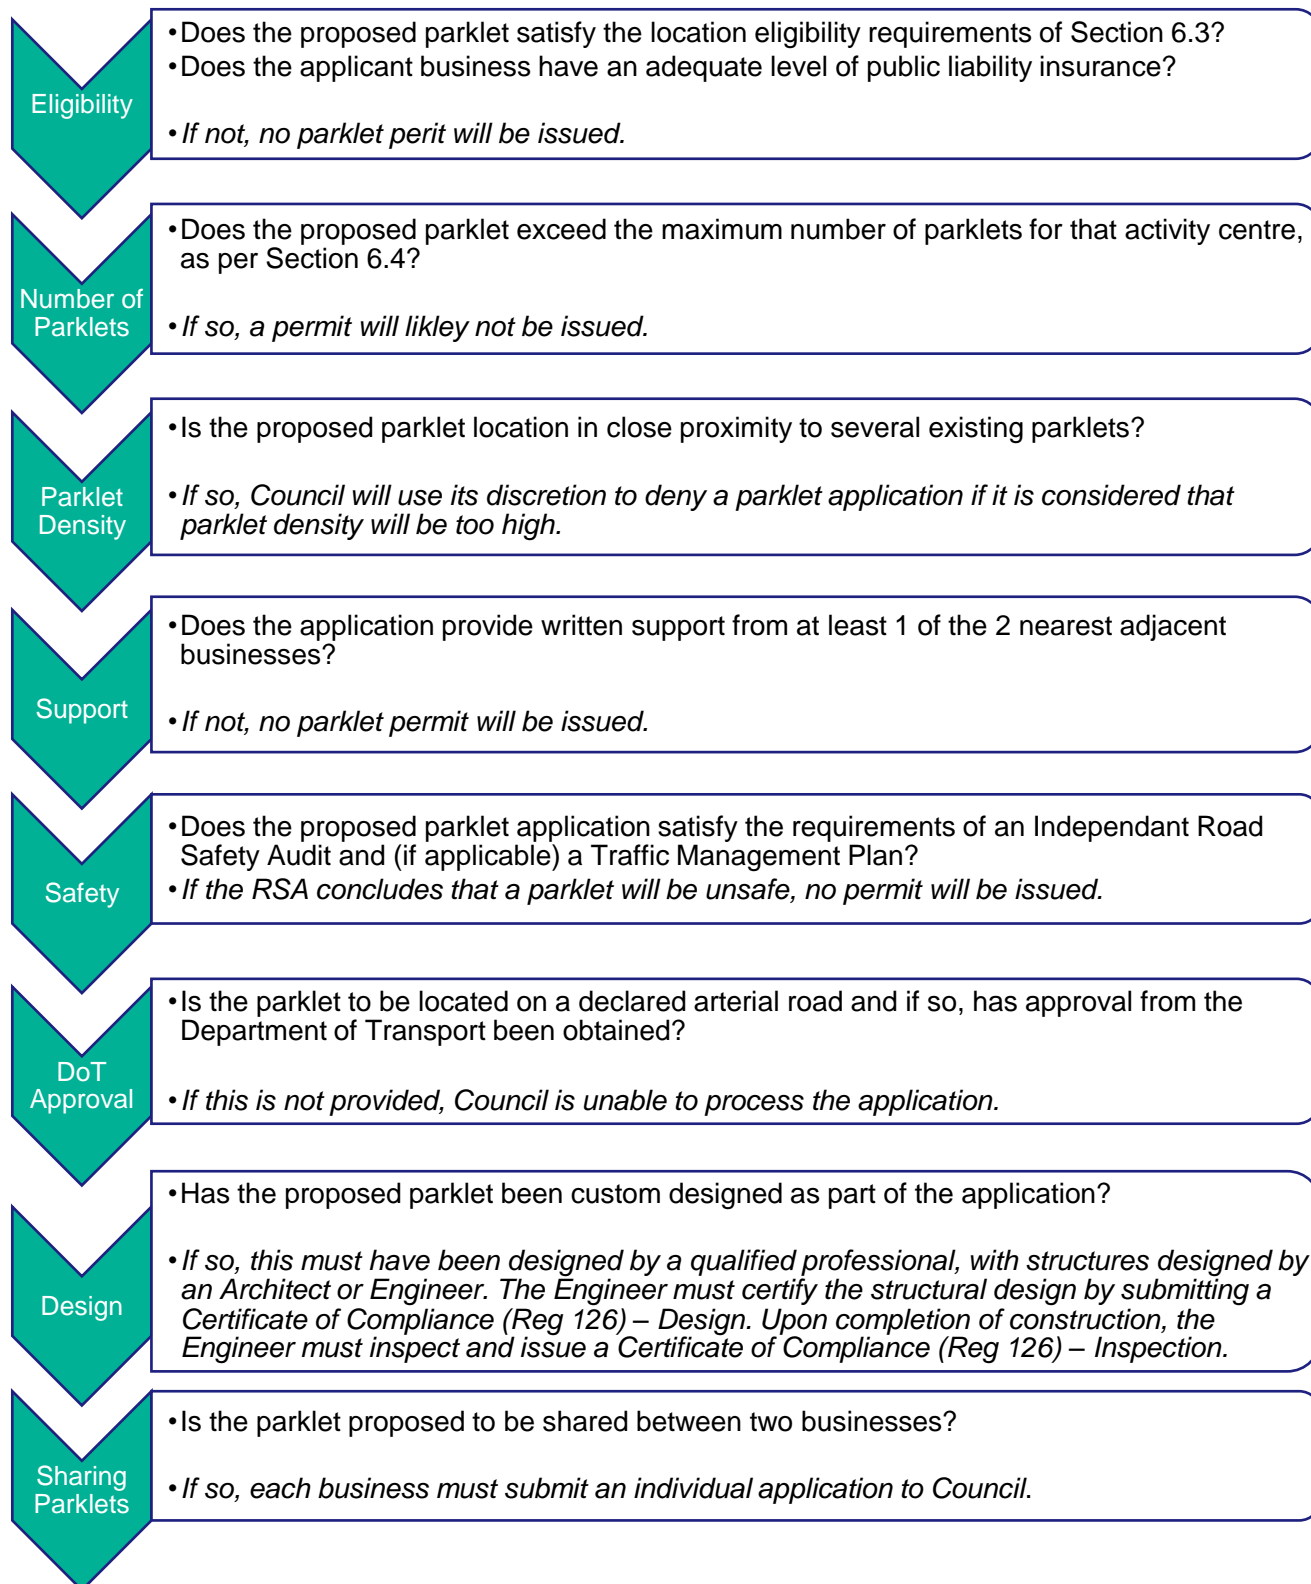 Eligibility
•Does the proposed parklet satisfy the location eligibility requirements of Section 6.3?
•Does the applicant business have an adequate level of public liability insurance?
•If not, no parklet perit will be issued.
Number of
Parklets
•Does the proposed parklet exceed the maximum number of parklets for that activity centre,
as per Section 6.4?
•If so, a permit will likley not be issued.
Parklet
Density
•Is the proposed parklet location in close proximity to several existing parklets?
•If so, Council will use its discretion to deny a parklet application if it is considered that
parklet density will be too high.
Support
•Does the application provide written support from at least 1 of the 2 nearest adjacent
businesses?
•If not, no parklet permit will be issued.
Safety
•Does the proposed parklet application satisfy the requirements of an Independant Road
Safety Audit and (if applicable) a Traffic Management Plan?
•If the RSA concludes that a parklet will be unsafe, no permit will be issued.
DoT
Approval
•Is the parklet to be located on a declared arterial road and if so, has approval from the
Department of Transport been obtained?
•If this is not provided, Council is unable to process the application.
Design
•Has the proposed parklet been custom designed as part of the application?
•If so, this must have been designed by a qualified professional, with structures designed by
an Architect or Engineer. The Engineer must certify the structural design by submitting a
Certificate of Compliance (Reg 126) – Design. Upon completion of construction, the
Engineer must inspect and issue a Certificate of Compliance (Reg 126) – Inspection.
Sharing
Parklets
•Is the parklet proposed to be shared between two businesses?
•If so, each business must submit an individual application to Council.